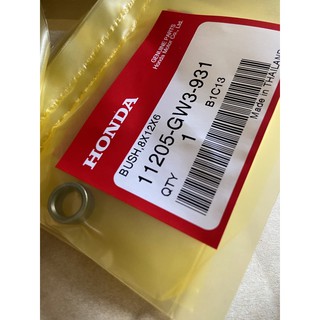 HONDA
GENUINE PARTS
Honda Motor Co., Ltd.
BUSH,8X12X6
11205-GW3-931
QTY 1 B1C13
Made in THAILAND